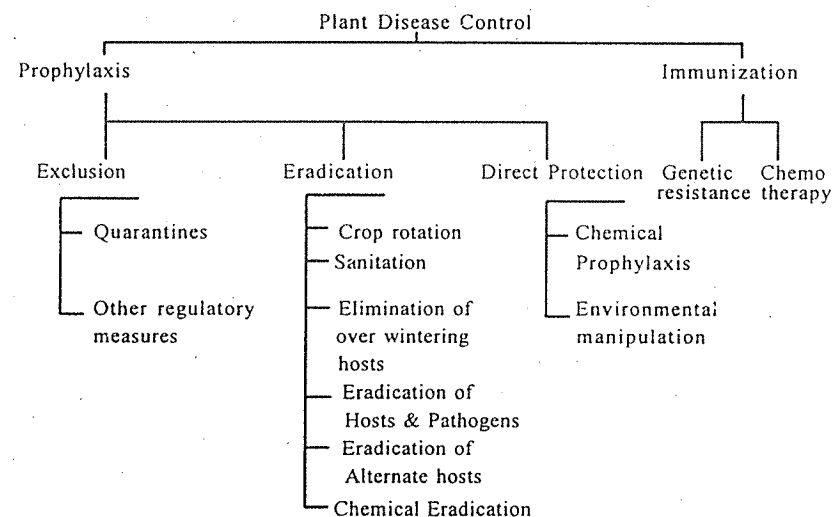 Plant Disease Control
Prophylaxis
Immunization
Exclusion
Eradication
Direct Protection
Genetic
resistance
Chemo
therapy
Quarantines
Other regulatory
measures
Crop rotation
Sanitation
Elimination of
over wintering
hosts
Eradication of
Hosts & Pathogens
Eradication of
Alternate hosts
Chemical Eradication
Chemical
Prophylaxis
Environmental
manipulation